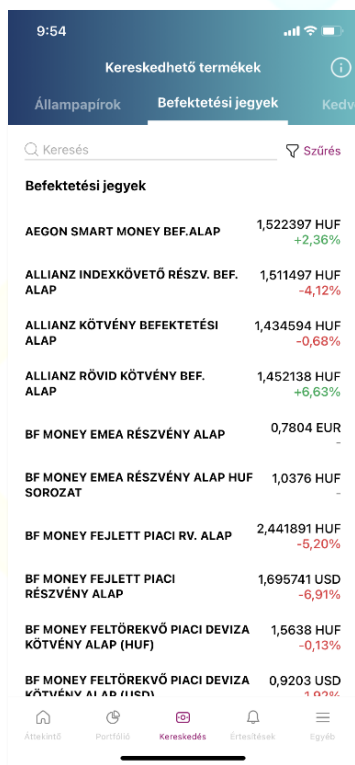 9:54
Kereskedhető termékek
Állampapírok Befektetési jegyek Kedv
Keresés Szűrés
Befektetési jegyek
AEGON SMART MONEY BEF.ALAP 1,522397 HUF
+2,36%
ALLIANZ INDEXKÖVETŐ RÉSZV. BEF. 1,511497 HUF
ALAP -4,12%
ALLIANZ KÖTVÉNY BEFEKTETÉSI 1,434594 HUF
ALAP -0,68%
ALLIANZ RÖVID KÖTVÉNY BEF. 1,452138 HUF
ALAP +6,63%
BF MONEY EMEA RÉSZVÉNY ALAP 0,7804 EUR
-
BF MONEY EMEA RÉSZVÉNY ALAP HUF 1,0376 HUF
SOROZAT -
BF MONEY FEJLETT PIACI RV. ALAP 2,441891 HUF
-5,20%
BF MONEY FEJLETT PIACI 1,695741 USD
RÉSZVÉNY ALAP -6,91%
BF MONEY FELTÖREKVŐ PIACI DEVIZA 1,5638 HUF
KÖTVÉNY ALAP (HUF) -0,13%
BF MONEY FELTÖREKVŐ PIACI DEVIZA 0,9203 USD
KÖTVÉNY ALAP (USD) -1,92%
Áttekintő Portfólió Kereskedés Értesítések Egyéb